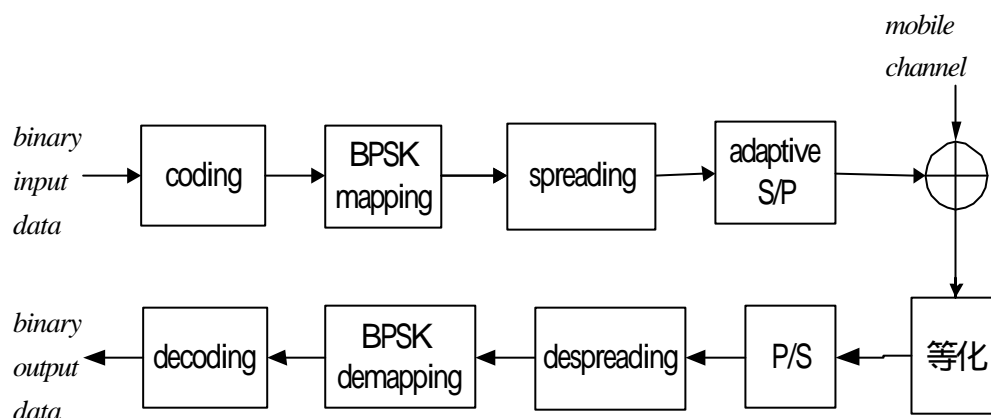 mobile
channel
binary
input
data
coding
BPSK
mapping
spreading
adaptive
S/P
binary
output
data
decoding
BPSK
demapping
despreading
P/S
等化